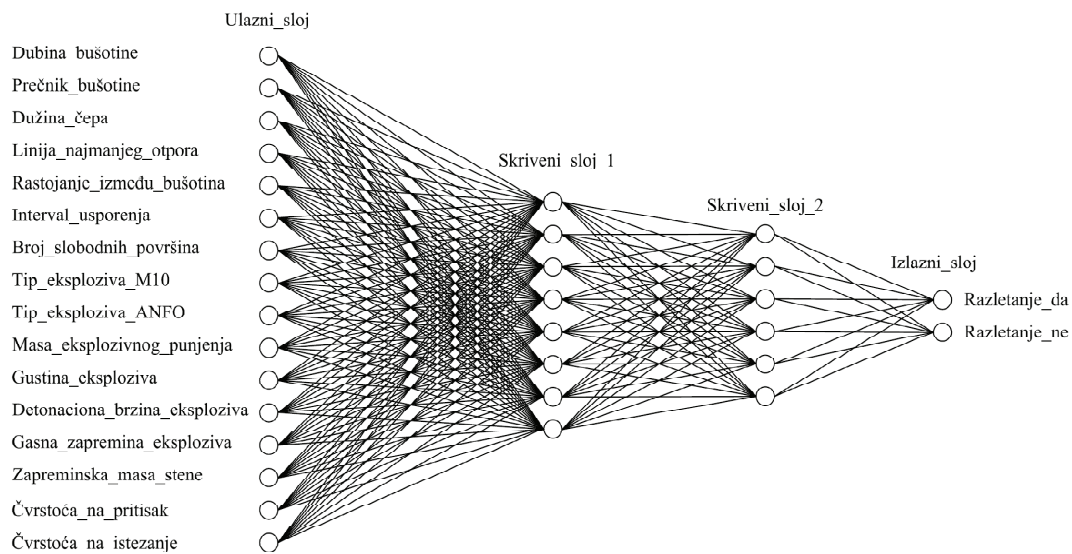 Ulazni_sloj
Dubina_bušotine
Prečnik_bušotine
Dužina_čepa
Linija_najmanjeg_otpora
Rastojanje_između_bušotina
Interval_usporenja
Broj_slobodnih_površina
Tip_eksploziva_M10
Tip_eksploziva_ANFO
Masa_eksplozivnog_punjenja
Gustina_eksploziva
Detonaciona_brzina_eksploziva
Gasna_zapremina_eksploziva
Zapreminska_masa_stene
Čvrstoća_na_pritisak
Čvrstoća_na_istezanje
Skriveni_sloj_1
Skriveni_sloj_2
Izlazni_sloj
Razletanje_da
Razletanje_ne